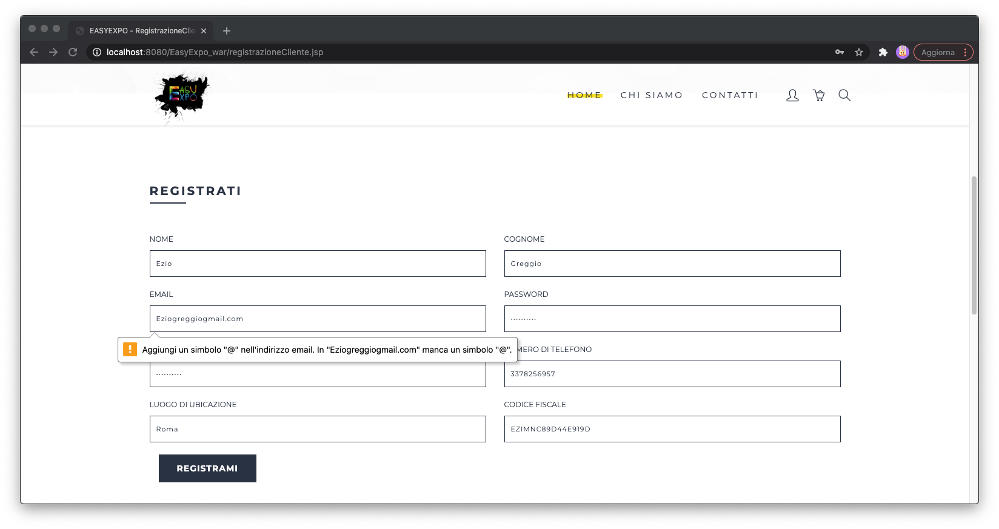 EASYEXPO - RegistrazioneClie
localhost:8080/EasyExpo_war/registrazioneCliente.jsp
Aggiorna
EASY
EXPO
HOME CHI SIAMO CONTATTI
REGISTRATI
NOME COGNOME
Ezio Greggio
EMAIL PASSWORD
Eziogreggiogmail.com ··········
Aggiungi un simbolo "@" nell'indirizzo email. In "Eziogreggiogmail.com" manca un simbolo "@".
MERO DI TELEFONO
·········· 3378256957
LUOGO DI UBICAZIONE CODICE FISCALE
Roma EZIMNC89D44E919D
REGISTRAMI